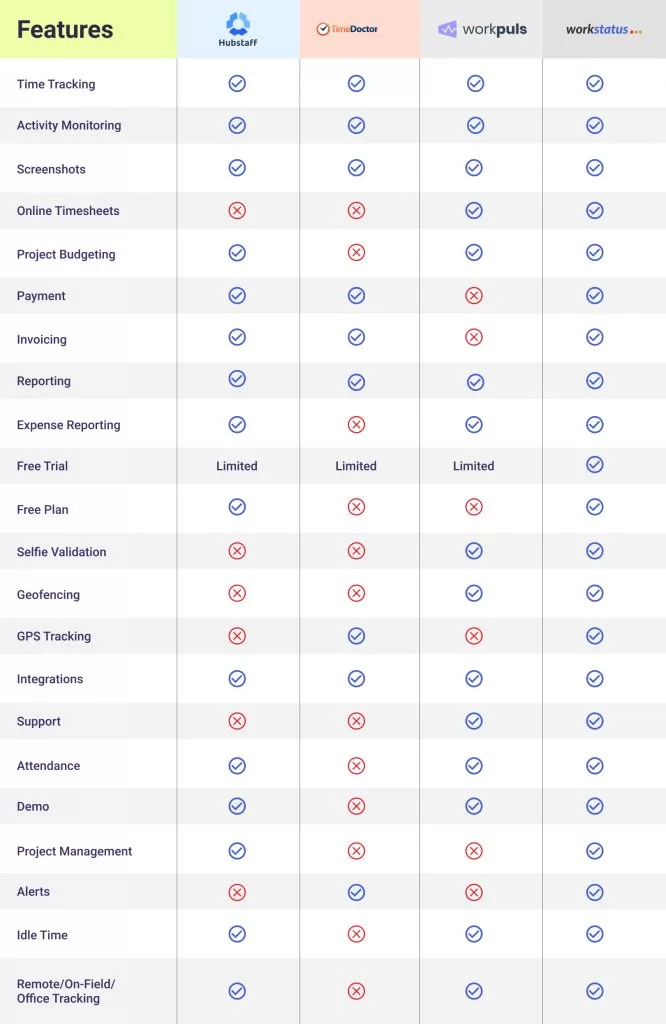 Features
Hubstaff
TimeDoctor
workpuls
workstatus
Time Tracking
Activity Monitoring
Screenshots
Online Timesheets
Project Budgeting
Payment
Invoicing
Reporting
Expense Reporting
Free Trial Limited Limited Limited
Free Plan
Selfie Validation
Geofencing
GPS Tracking
Integrations
Support
Attendance
Demo
Project Management
Alerts
Idle Time
Remote/On-Field/
Office Tracking